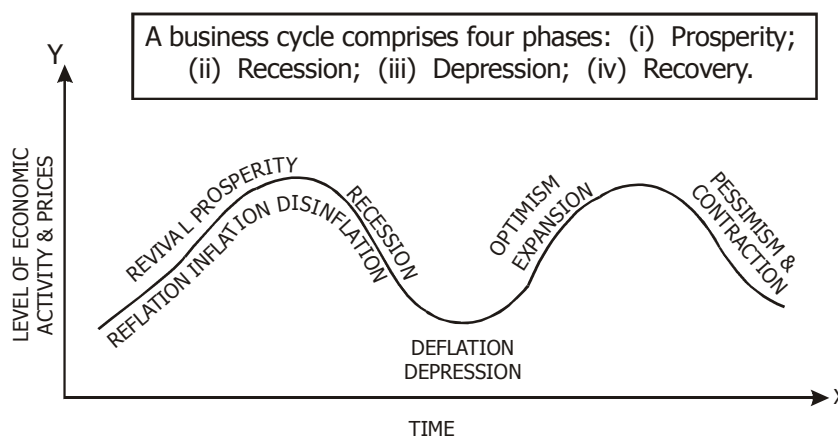 A business cycle comprises four phases: (i) Prosperity;
(ii) Recession; (iii) Depression; (iv) Recovery.
Y
LEVEL OF ECONOMIC
ACTIVITY & PRICES
REVIVAL PROSPERITY
REFLATION INFLATION DISINFLATION
RECESSION
DEFLATION
DEPRESSION
OPTIMISM
EXPANSION
PESSIMISM &
CONTRACTION
X
TIME